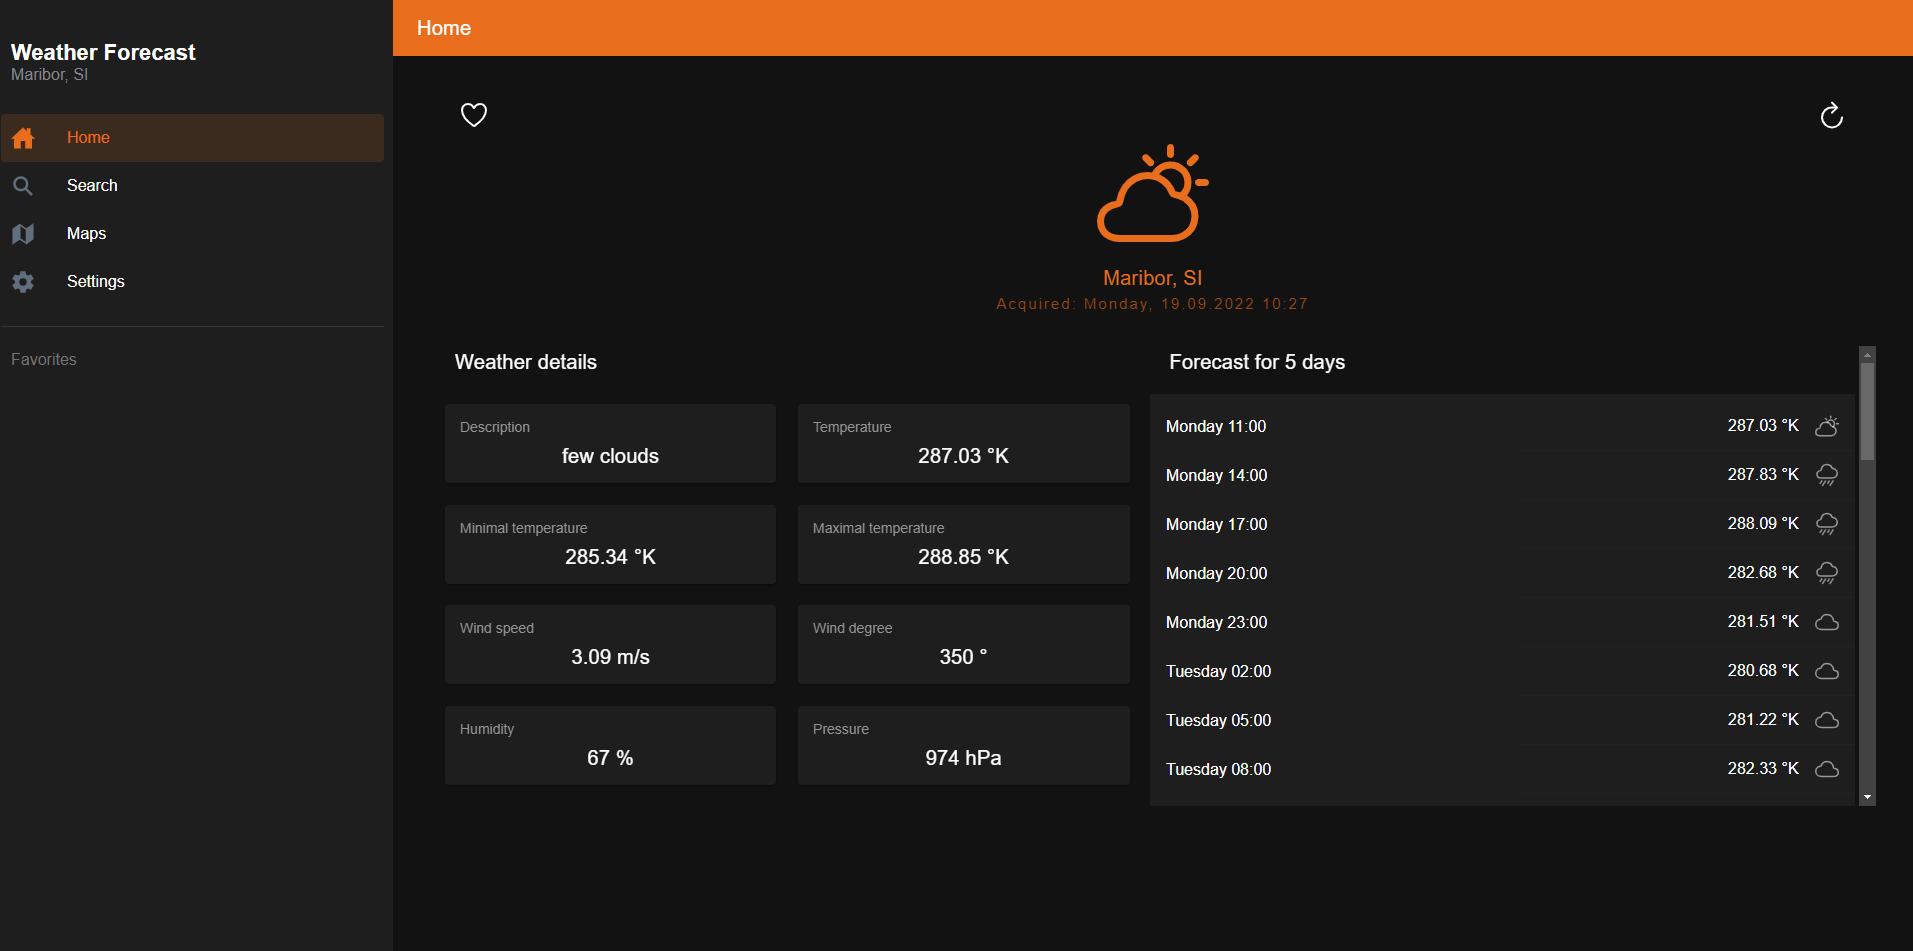 Weather Forecast
Maribor, SI
Home
Search
Maps
Settings
Favorites
Home
Maribor, SI
Acquired: Monday, 19.09.2022 10:27
Weather details
Description
few clouds
Temperature
287.03 °K
Minimal temperature
285.34 °K
Maximal temperature
288.85 °K
Wind speed
3.09 m/s
Wind degree
350 °
Humidity
67 %
Pressure
974 hPa
Forecast for 5 days
Monday 11:00 287.03 °K
Monday 14:00 287.83 °K
Monday 17:00 288.09 °K
Monday 20:00 282.68 °K
Monday 23:00 281.51 °K
Tuesday 02:00 280.68 °K
Tuesday 05:00 281.22 °K
Tuesday 08:00 282.33 °K